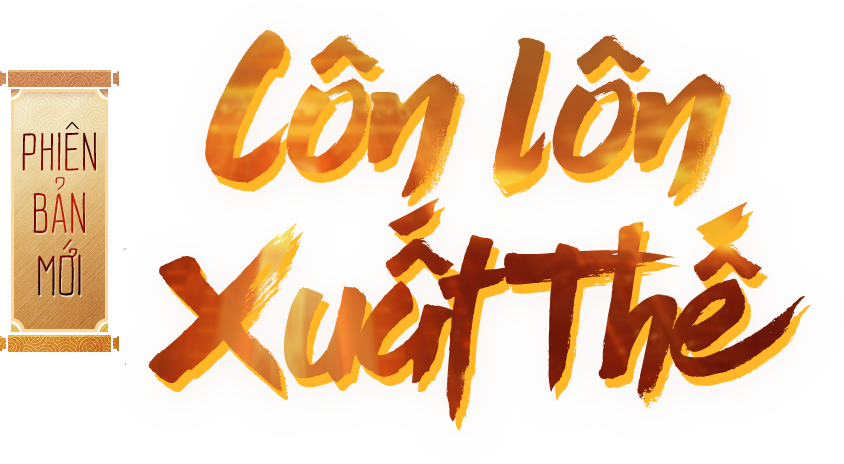 PHIÊN
BẢN
MỚI
Côn Lôn
Xuất Thế